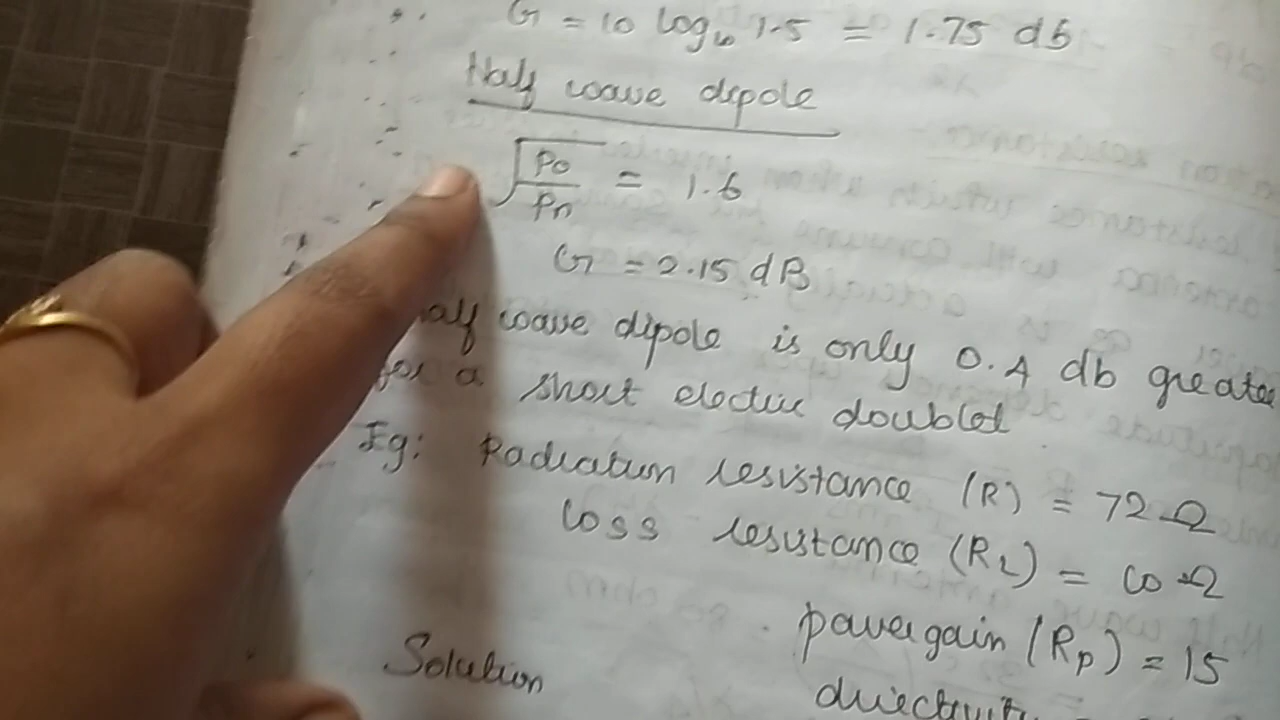 G = 10 log10 1.5 = 1.75 db
Half wave dipole
√(Po/Pn) = 1.6
G = 2.15 dB
alf wave dipole is only 0.4 db greater
for a short electric doublet.
Eg: Radiation resistance (R) = 72 Ω
loss resistance (RL) = Ω
power gain (Rp) = 15
Solution
directivity